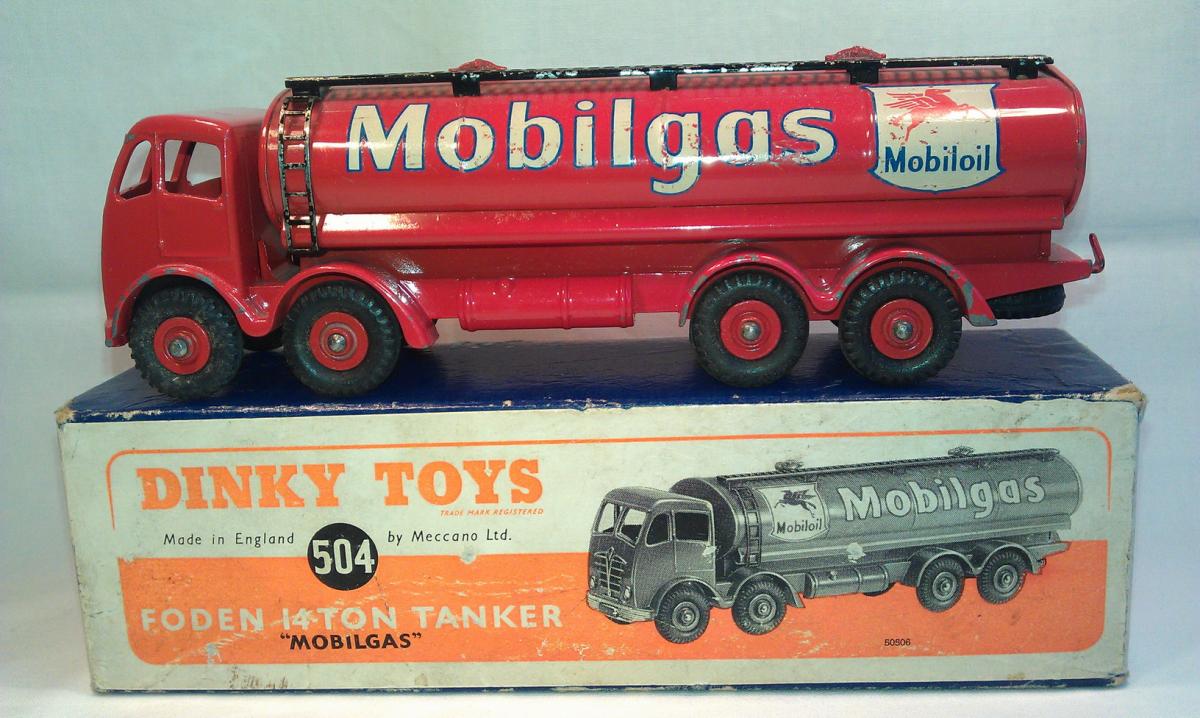 Mobilgas
Mobiloil
DINKY TOYS
TRADE MARK REGISTERED
Made in England 504 by Meccano Ltd.
FODEN 14 TON TANKER
"MOBILGAS"
Mobiloil
Mobilgas
50506